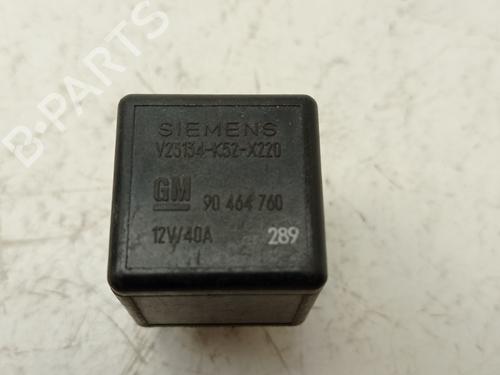 B-PARTS
SIEMENS
V23134-K52-X220
GM 90 464 760
12V/40A 289